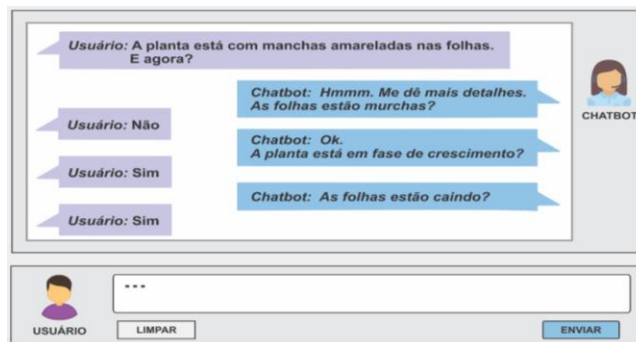 Usuário: A planta está com manchas amareladas nas folhas.
E agora?
Chatbot: Hmmm. Me dê mais detalhes.
As folhas estão murchas?
CHATBOT
Usuário: Não
Chatbot: Ok.
A planta está em fase de crescimento?
Usuário: Sim
Chatbot: As folhas estão caindo?
Usuário: Sim
---
USUÁRIO
LIMPAR
ENVIAR